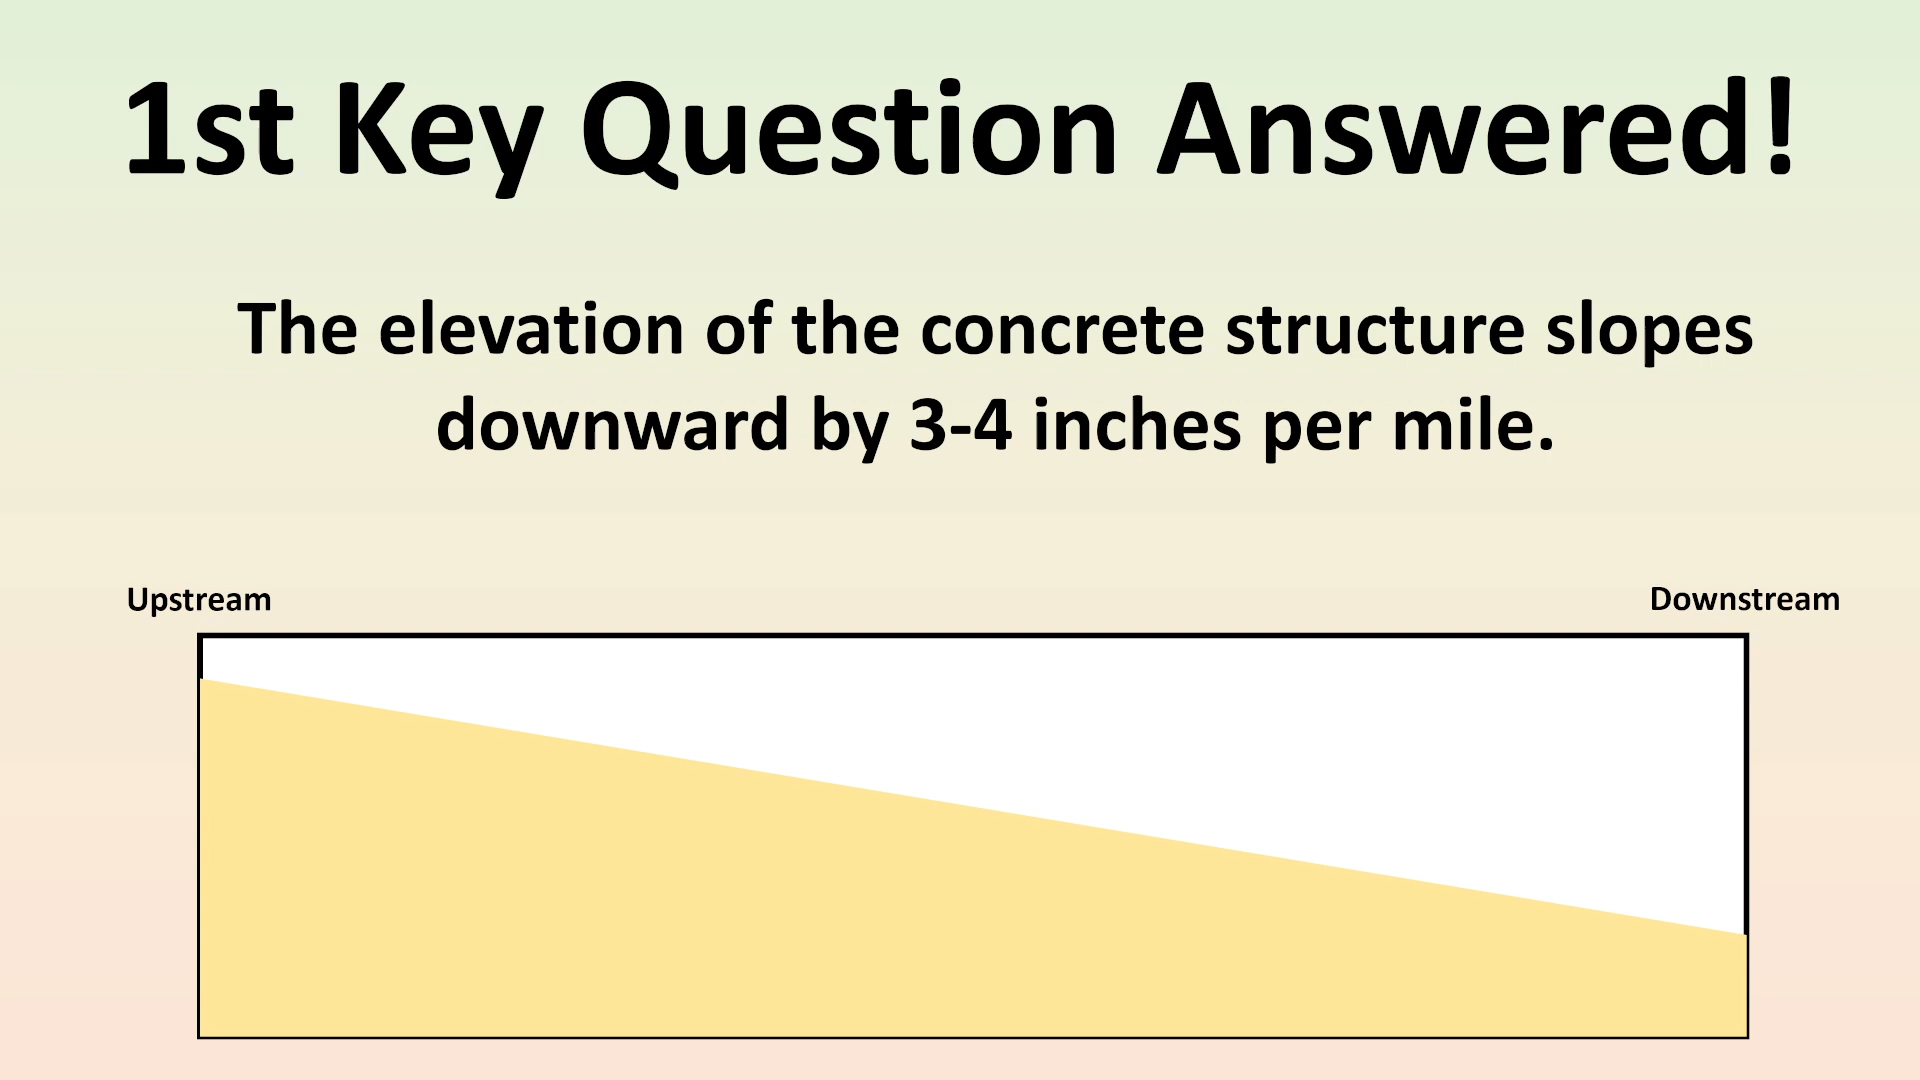 1st Key Question Answered!
The elevation of the concrete structure slopes
downward by 3-4 inches per mile.
Upstream
Downstream